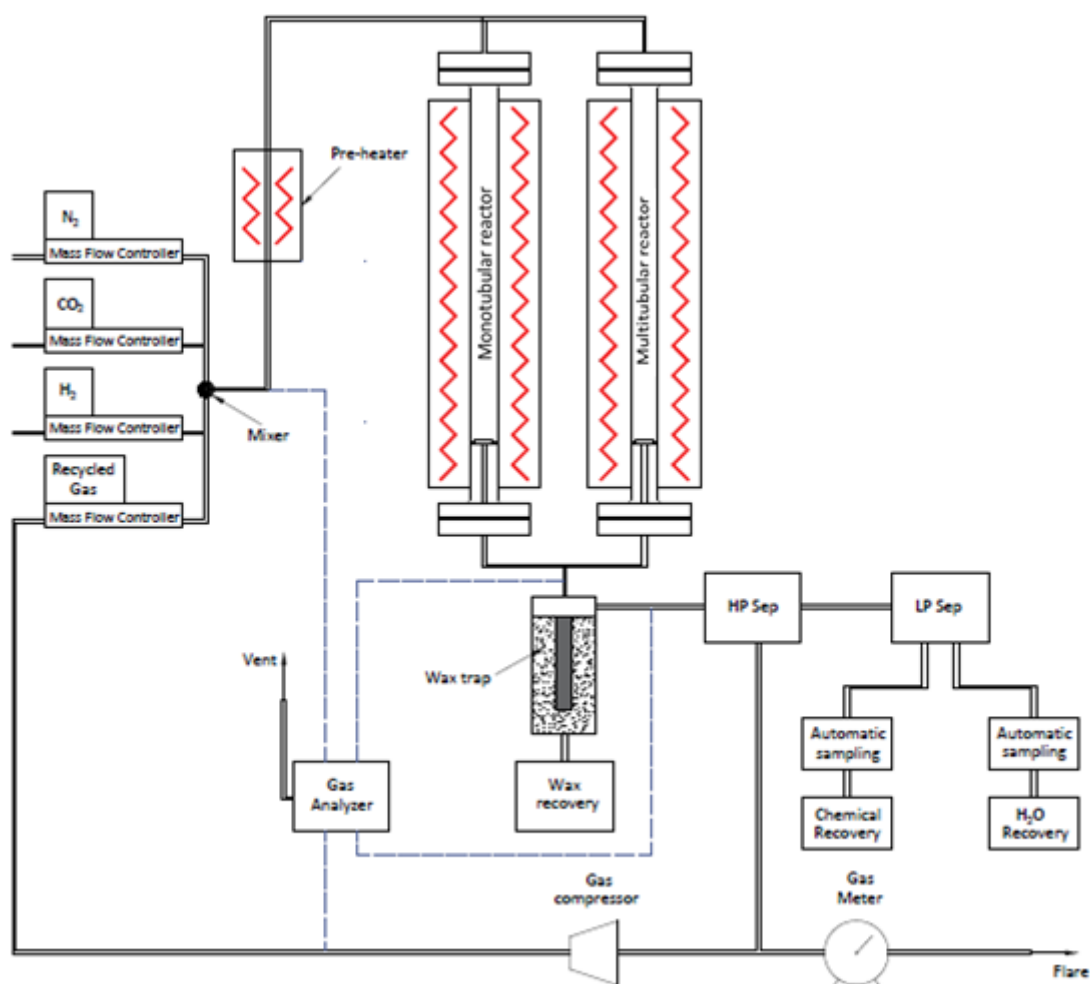 Pre-heater
N₂
Mass Flow Controller
CO₂
Mass Flow Controller
H₂
Mass Flow Controller
Mixer
Recycled
Gas
Mass Flow Controller
Monotubular reactor
Multitubular reactor
HP Sep
LP Sep
Vent
Wax trap
Automatic
sampling
Automatic
sampling
Gas
Analyzer
Wax
recovery
Chemical
Recovery
H₂O
Recovery
Gas
compressor
Gas
Meter
Flare